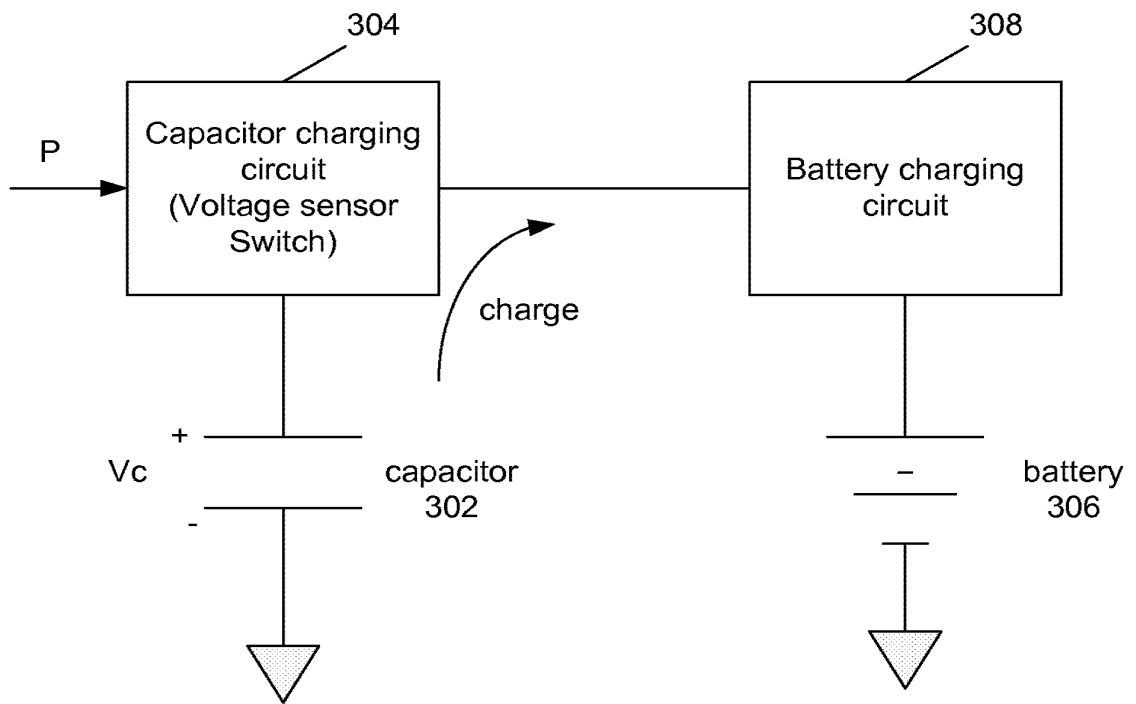 304
308
P
Capacitor charging
circuit
(Voltage sensor
Switch)
Battery charging
circuit
charge
+
Vc
-
capacitor
302
–
battery
306